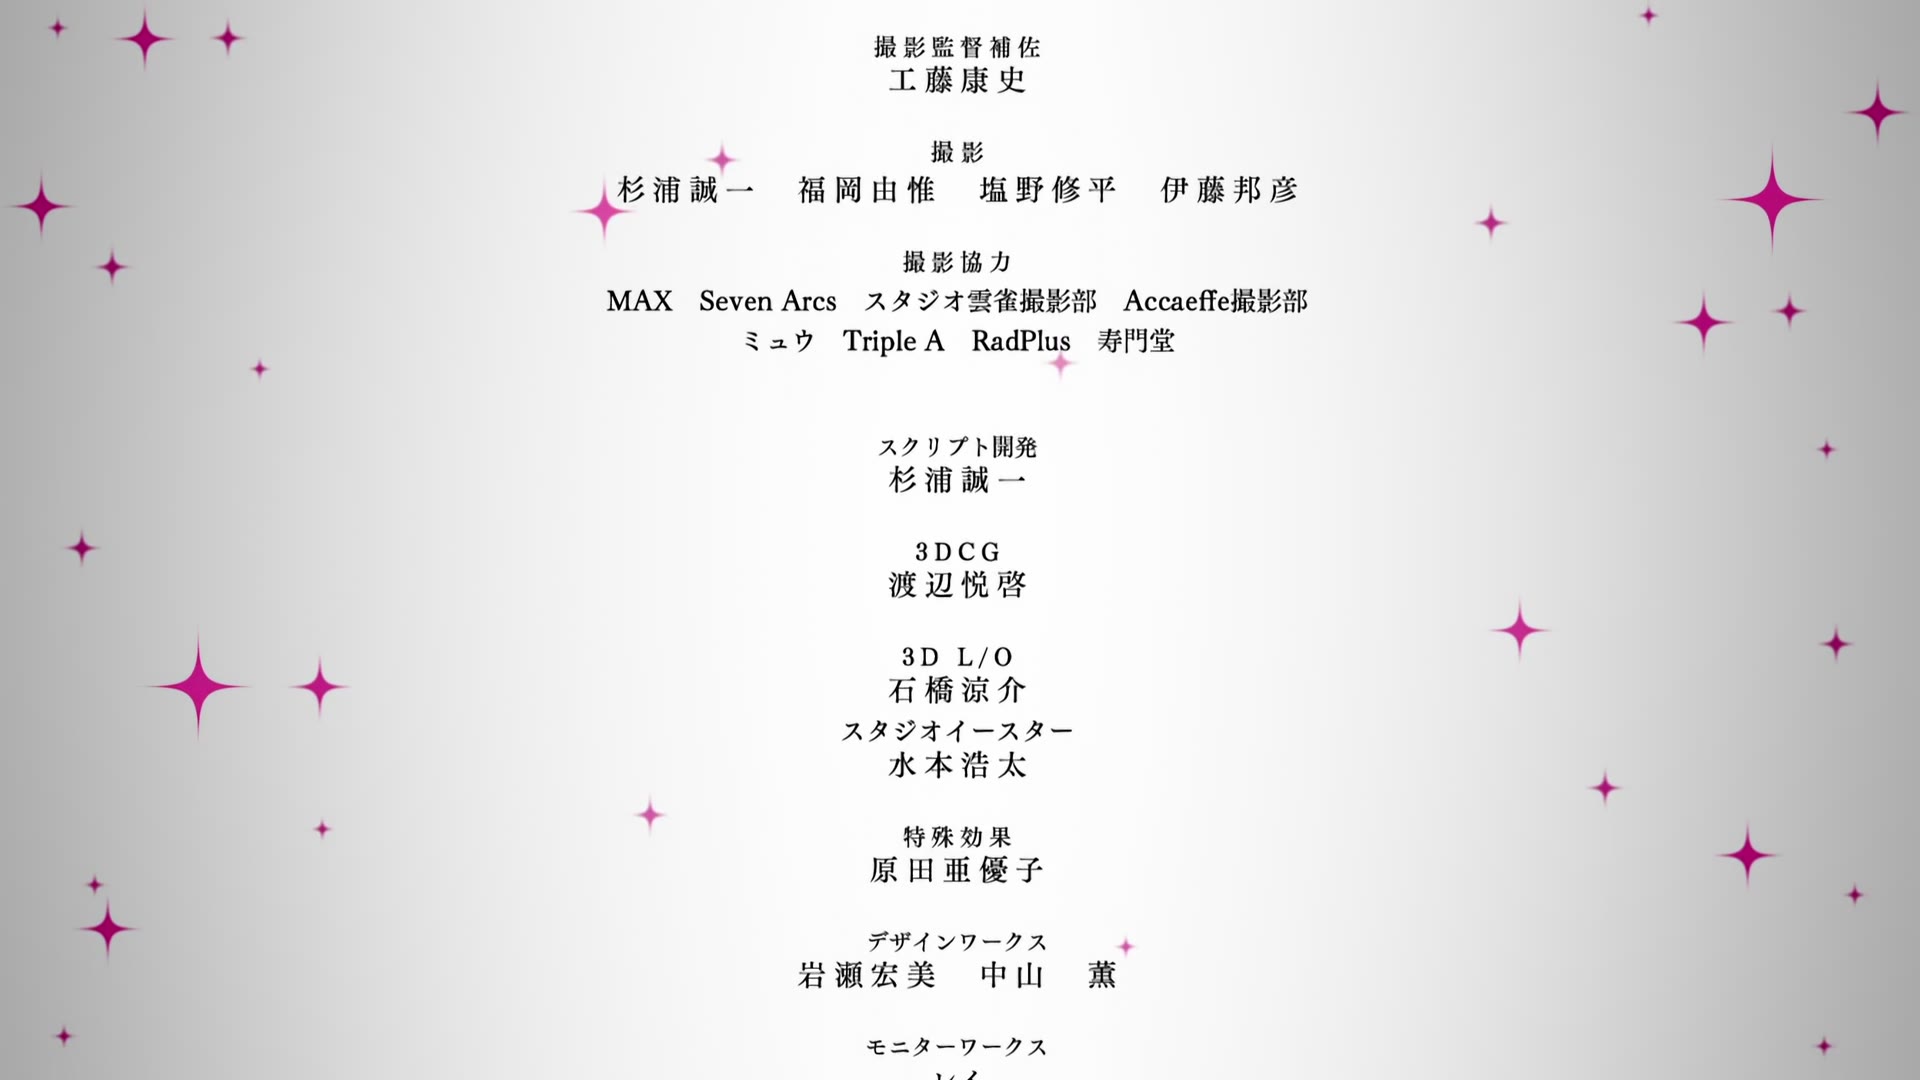 撮影監督補佐
工藤康史
撮影
杉浦誠一　福岡由惟　塩野修平　伊藤邦彦
撮影協力
MAX　Seven Arcs　スタジオ雲雀撮影部　Accaeffe撮影部
ミュウ　Triple A　RadPlus　寿門堂
スクリプト開発
杉浦誠一
3DCG
渡辺悦啓
3D L/O
石橋涼介
スタジオイースター
水本浩太
特殊効果
原田亜優子
デザインワークス
岩瀬宏美　中山　薫
モニターワークス